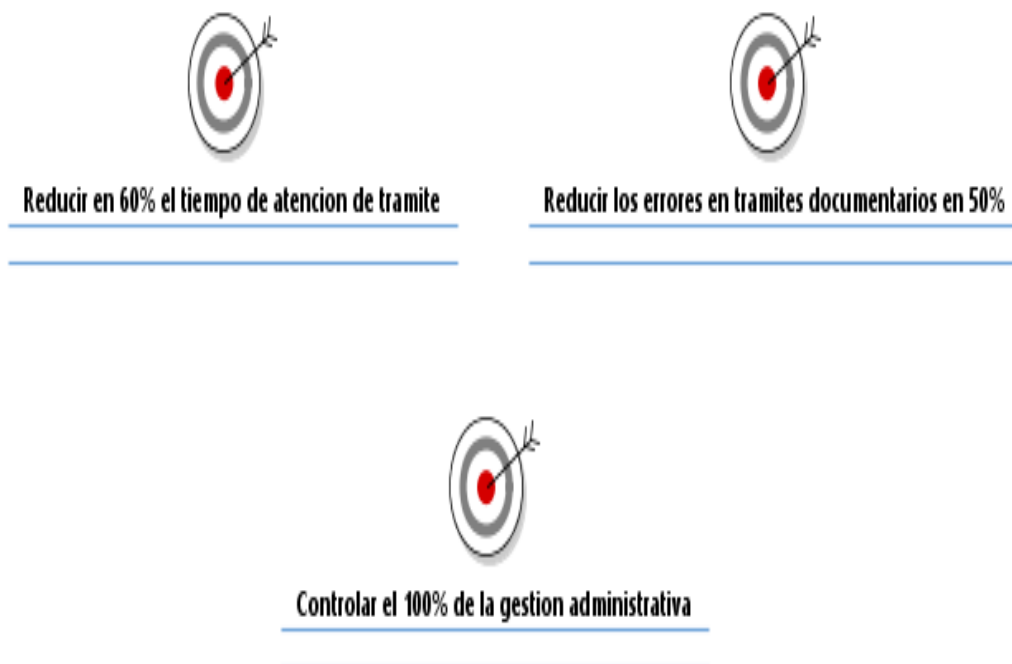 Reducir en 60% el tiempo de atencion de tramite
Reducir los errores en tramites documentarios en 50%
Controlar el 100% de la gestion administrativa